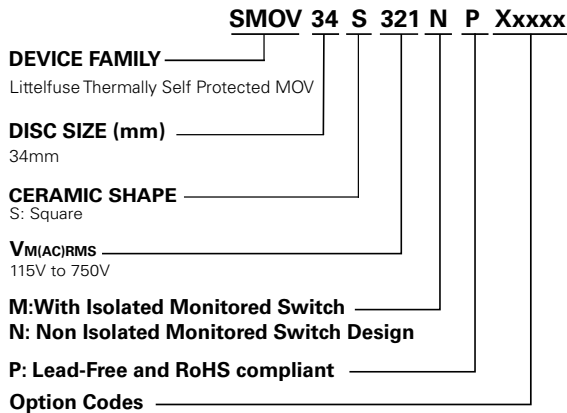 SMOV 34 S 321 N P Xxxxx
DEVICE FAMILY
Littelfuse Thermally Self Protected MOV
DISC SIZE (mm)
34mm
CERAMIC SHAPE
S: Square
VM(AC)RMS
115V to 750V
M:With Isolated Monitored Switch
N: Non Isolated Monitored Switch Design
P: Lead-Free and RoHS compliant
Option Codes